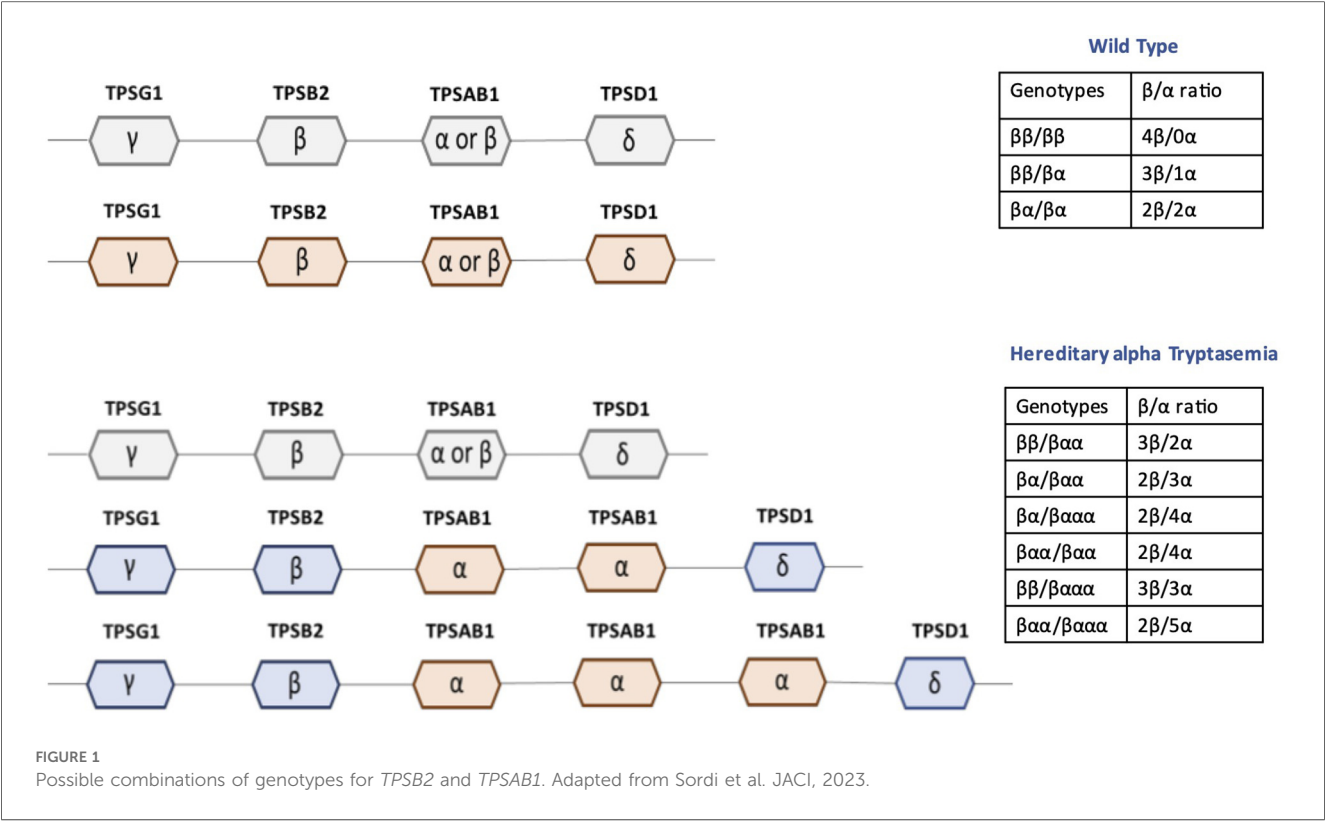 Wild Type
TPSG1 TPSB2 TPSAB1 TPSD1
γ β α or β δ
TPSG1 TPSB2 TPSAB1 TPSD1
γ β α or β δ
Genotypes β/α ratio
ββ/ββ 4β/0α
ββ/βα 3β/1α
βα/βα 2β/2α
Hereditary alpha Tryptasemia
TPSG1 TPSB2 TPSAB1 TPSD1
γ β α or β δ
TPSG1 TPSB2 TPSAB1 TPSAB1 TPSD1
γ β α α δ
TPSG1 TPSB2 TPSAB1 TPSAB1 TPSAB1 TPSD1
γ β α α α δ
Genotypes β/α ratio
ββ/βαα 3β/2α
βα/βαα 2β/3α
βα/βααα 2β/4α
βαα/βαα 2β/4α
ββ/βααα 3β/3α
βαα/βααα 2β/5α
FIGURE 1
Possible combinations of genotypes for TPSB2 and TPSAB1. Adapted from Sordi et al. JACI, 2023.